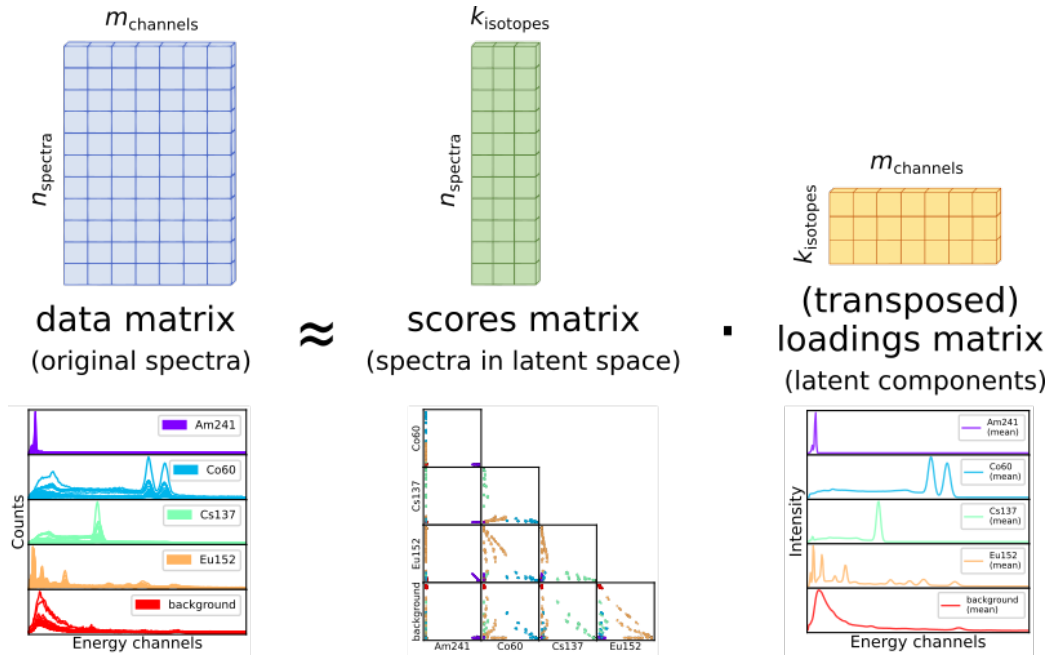 m_channels
n_spectra
data matrix
(original spectra)
≈
k_isotopes
n_spectra
scores matrix
(spectra in latent space)
·
m_channels
k_isotopes
(transposed)
loadings matrix
(latent components)
Counts
Am241
Co60
Cs137
Eu152
background
Energy channels
Co60
Cs137
Eu152
background
Am241
Co60
Cs137
Eu152
Intensity
Am241
(mean)
Co60
(mean)
Cs137
(mean)
Eu152
(mean)
background
(mean)
Energy channels